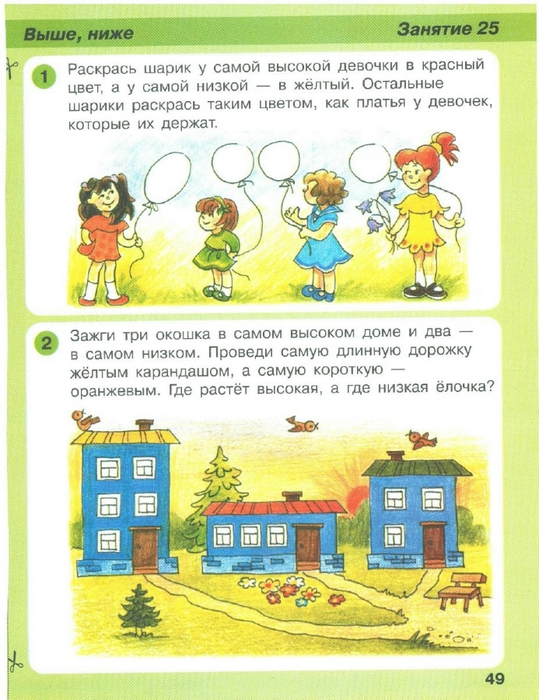 Выше, ниже
Занятие 25
1
Раскрась шарик у самой высокой девочки в красный
цвет, а у самой низкой — в жёлтый. Остальные
шарики раскрась таким цветом, как платья у девочек,
которые их держат.
2
Зажги три окошка в самом высоком доме и два —
в самом низком. Проведи самую длинную дорожку
жёлтым карандашом, а самую короткую —
оранжевым. Где растёт высокая, а где низкая ёлочка?
49